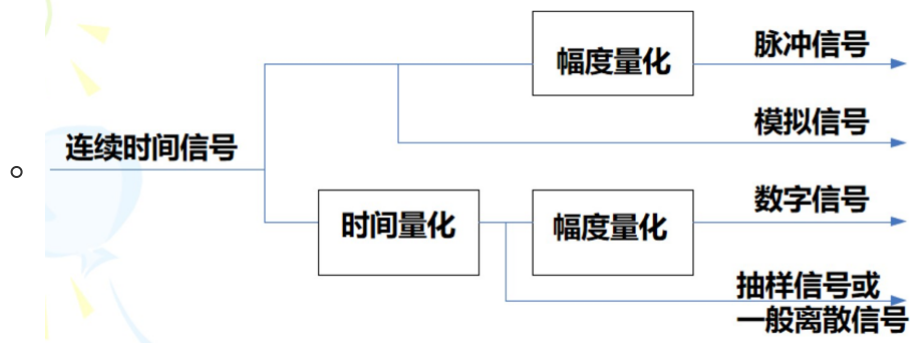 脉冲信号
幅度量化
模拟信号
连续时间信号
数字信号
时间量化
幅度量化
抽样信号或
一般离散信号